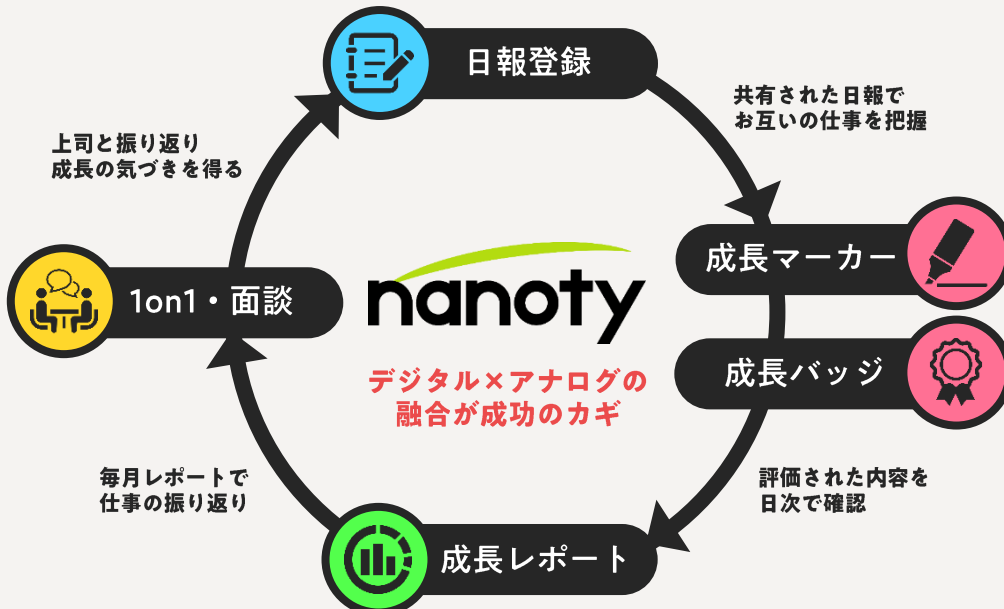 日報登録
共有された日報で
お互いの仕事を把握
上司と振り返り
成長の気づきを得る
成長マーカー
1on1・面談
nanoty
成長バッジ
デジタル×アナログの
融合が成功のカギ
毎月レポートで
仕事の振り返り
評価された内容を
日次で確認
成長レポート